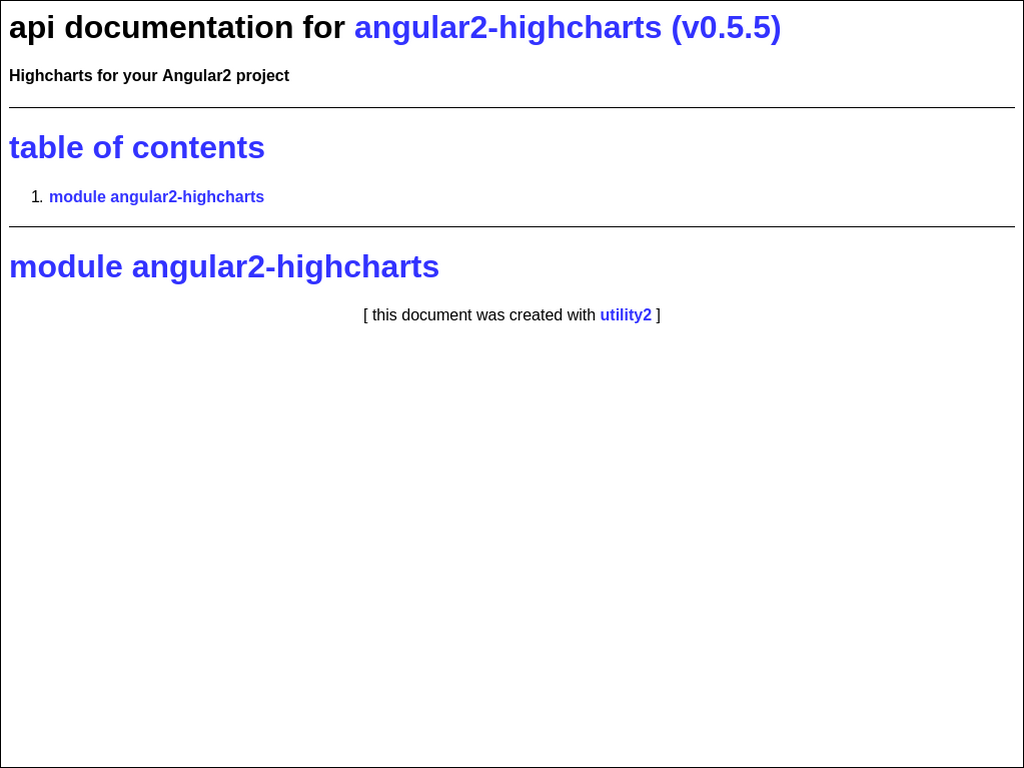 api documentation for angular2-highcharts (v0.5.5)
Highcharts for your Angular2 project
table of contents
1. module angular2-highcharts
module angular2-highcharts
[ this document was created with utility2 ]